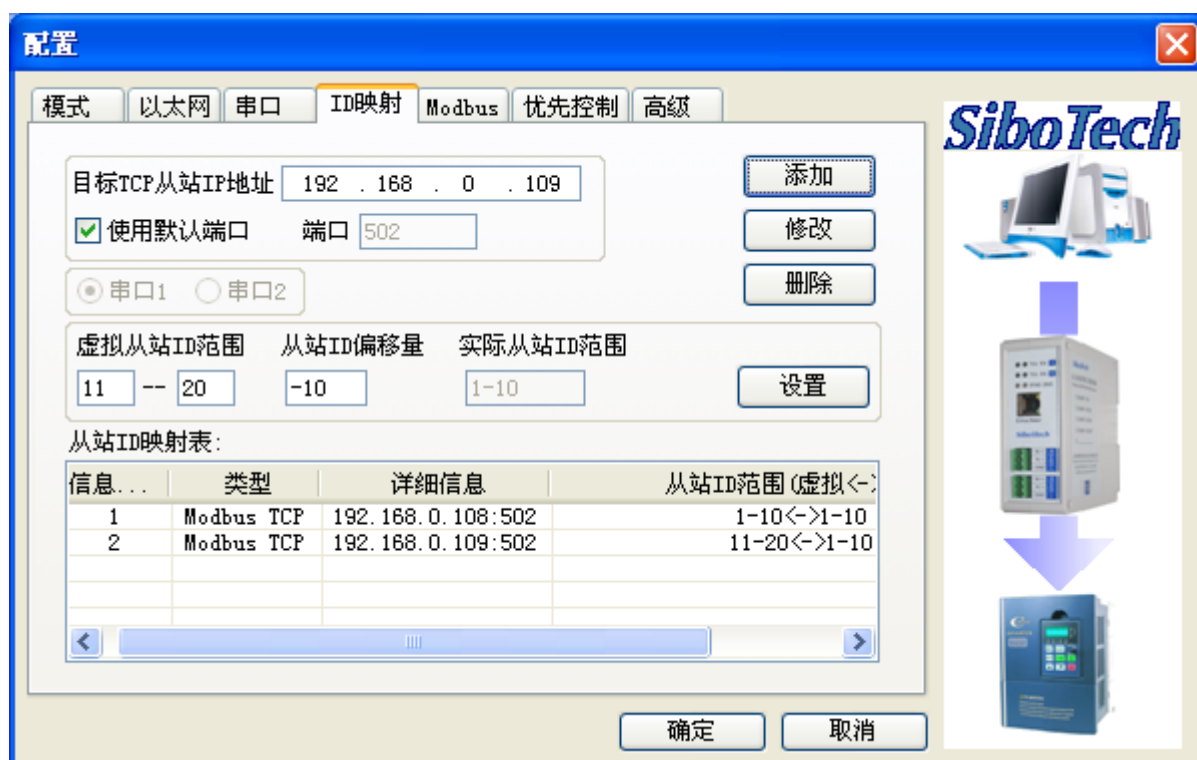 配置
模式 以太网 串口 ID映射 Modbus 优先控制 高级
SiboTech
目标TCP从站IP地址 192 . 168 . 0 . 109 添加
使用默认端口 端口 502 修改
串口1 串口2 删除
虚拟从站ID范围 从站ID偏移量 实际从站ID范围
11 -- 20 -10 1-10 设置
从站ID映射表:
信息... 类型 详细信息 从站ID范围(虚拟<-
1 Modbus TCP 192.168.0.108:502 1-10<->1-10
2 Modbus TCP 192.168.0.109:502 11-20<->1-10
确定 取消